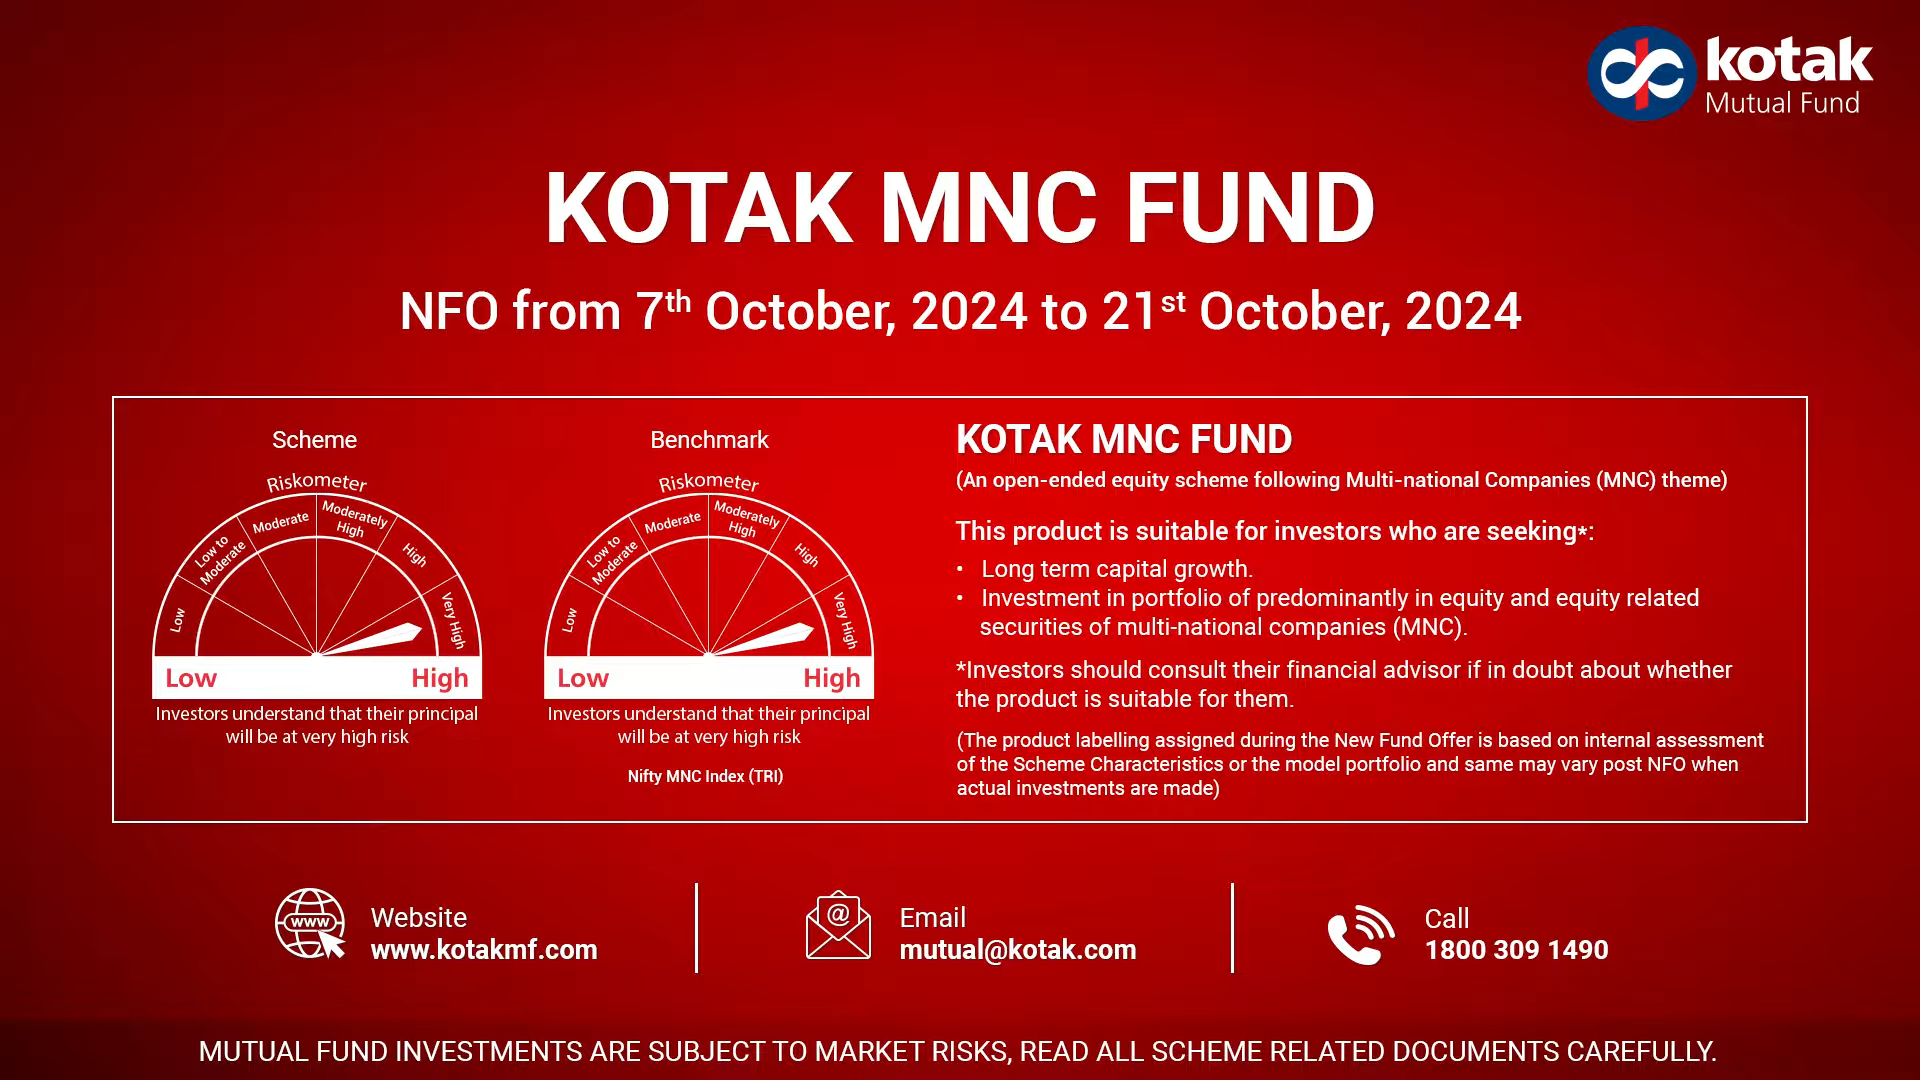 kotak
Mutual Fund
KOTAK MNC FUND
NFO from 7th October, 2024 to 21st October, 2024
Scheme
Riskometer
Low
Low to
Moderate
Moderate
Moderately
High
High
Very High
Low High
Investors understand that their principal
will be at very high risk
Benchmark
Riskometer
Low
Low to
Moderate
Moderate
Moderately
High
High
Very High
Low High
Investors understand that their principal
will be at very high risk
Nifty MNC Index (TRI)
KOTAK MNC FUND
(An open-ended equity scheme following Multi-national Companies (MNC) theme)
This product is suitable for investors who are seeking*:
• Long term capital growth.
• Investment in portfolio of predominantly in equity and equity related
securities of multi-national companies (MNC).
*Investors should consult their financial advisor if in doubt about whether
the product is suitable for them.
(The product labelling assigned during the New Fund Offer is based on internal assessment
of the Scheme Characteristics or the model portfolio and same may vary post NFO when
actual investments are made)
www
Website
www.kotakmf.com
@
Email
mutual@kotak.com
Call
1800 309 1490
MUTUAL FUND INVESTMENTS ARE SUBJECT TO MARKET RISKS, READ ALL SCHEME RELATED DOCUMENTS CAREFULLY.